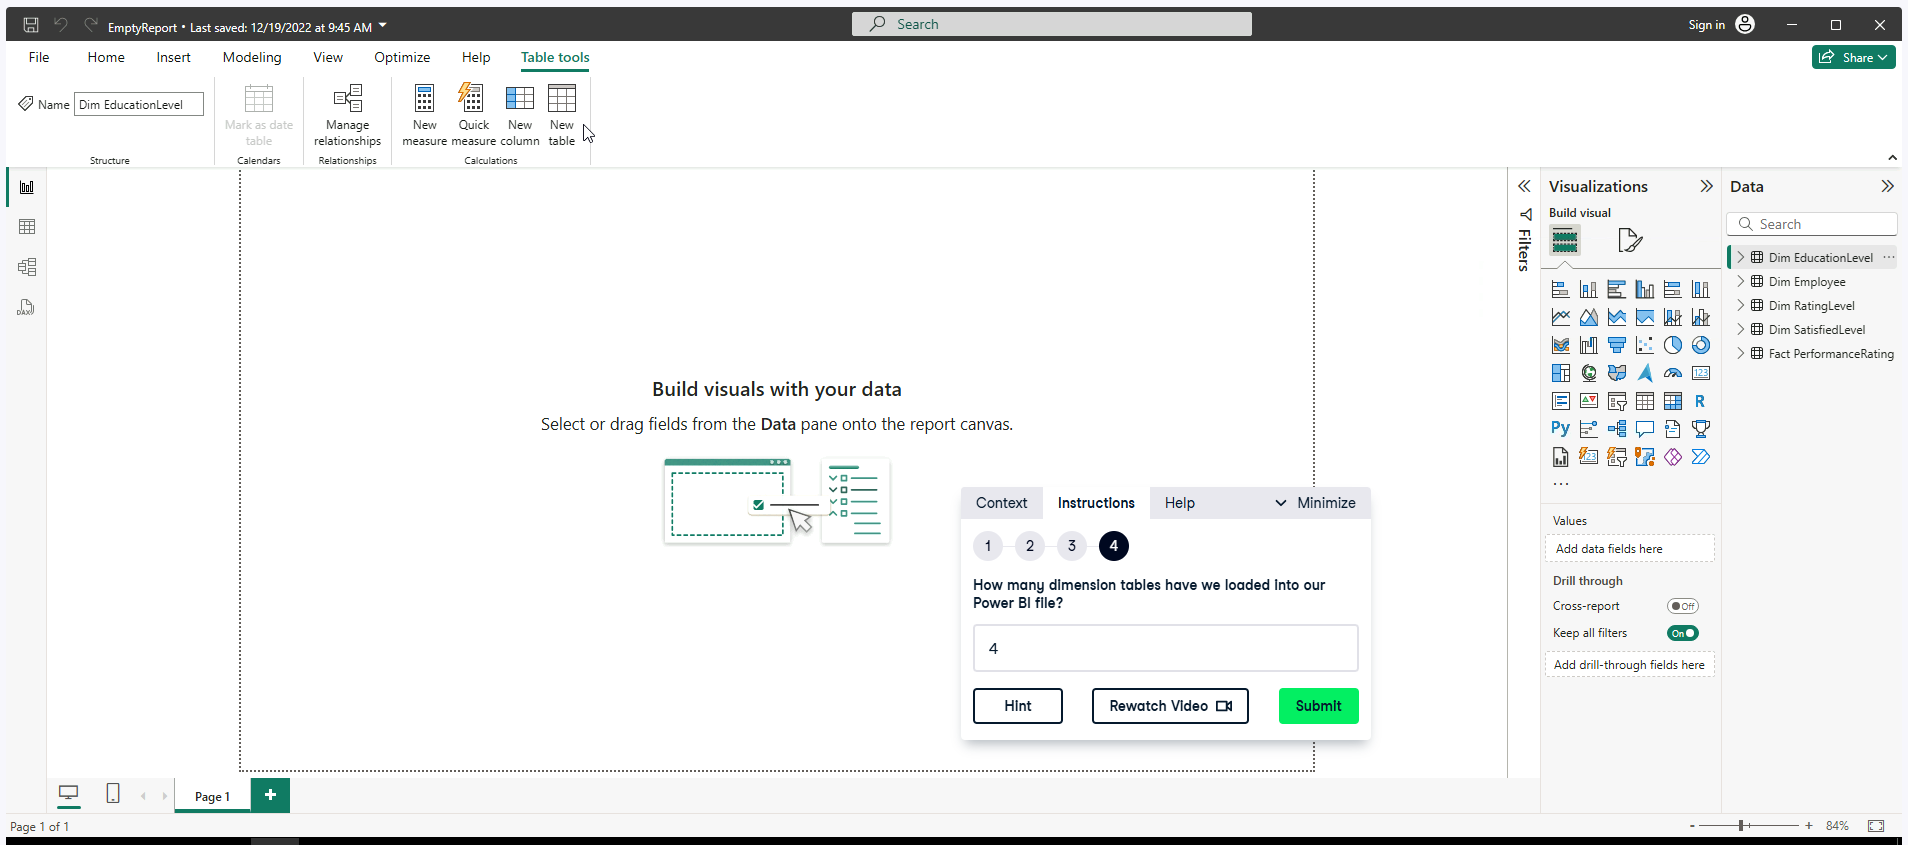 EmptyReport • Last saved: 12/19/2022 at 9:45 AM
Search
Sign in
File
Home
Insert
Modeling
View
Optimize
Help
Table tools
Share
Name
Dim EducationLevel
Mark as date table
Manage relationships
New measure
Quick measure
New column
New table
Structure
Calendars
Relationships
Calculations
Build visuals with your data
Select or drag fields from the Data pane onto the report canvas.
Context
Instructions
Help
Minimize
1
2
3
4
How many dimension tables have we loaded into our
Power BI file?
4
Hint
Rewatch Video
Submit
Filters
Visualizations
Build visual
123
R
Py
123
Values
Add data fields here
Drill through
Cross-report
Off
Keep all filters
On
Add drill-through fields here
Data
Search
Dim EducationLevel
Dim Employee
Dim RatingLevel
Dim SatisfiedLevel
Fact PerformanceRating
DAX
Page 1
Page 1 of 1
- + 84%